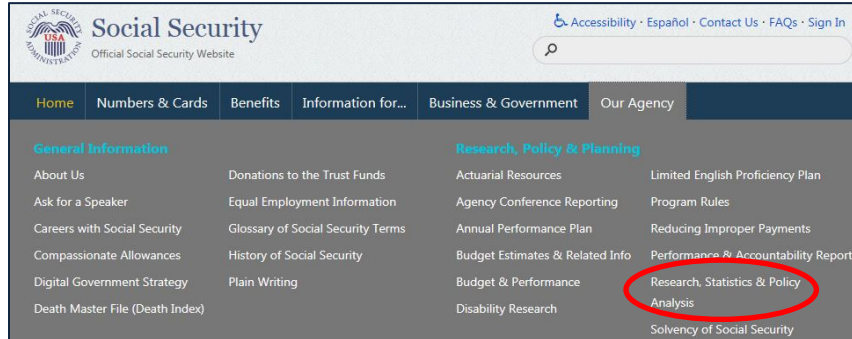 SOCIAL SECURITY
USA
ADMINISTRATION
Social Security
Official Social Security Website
Accessibility · Español · Contact Us · FAQs · Sign In
Home Numbers & Cards Benefits Information for... Business & Government Our Agency
General Information
About Us
Ask for a Speaker
Careers with Social Security
Compassionate Allowances
Digital Government Strategy
Death Master File (Death Index)
Donations to the Trust Funds
Equal Employment Information
Glossary of Social Security Terms
History of Social Security
Plain Writing
Research, Policy & Planning
Actuarial Resources
Agency Conference Reporting
Annual Performance Plan
Budget Estimates & Related Info
Budget & Performance
Disability Research
Limited English Proficiency Plan
Program Rules
Reducing Improper Payments
Performance & Accountability Report
Research, Statistics & Policy
Analysis
Solvency of Social Security